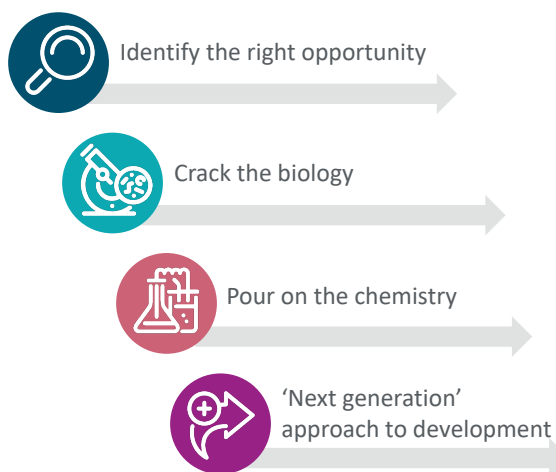 Identify the right opportunity
Crack the biology
Pour on the chemistry
‘Next generation’
approach to development